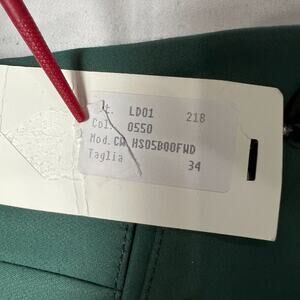 t. LD01 218
Col. 0550
Mod. CW HS05B00FWD
Taglia 34